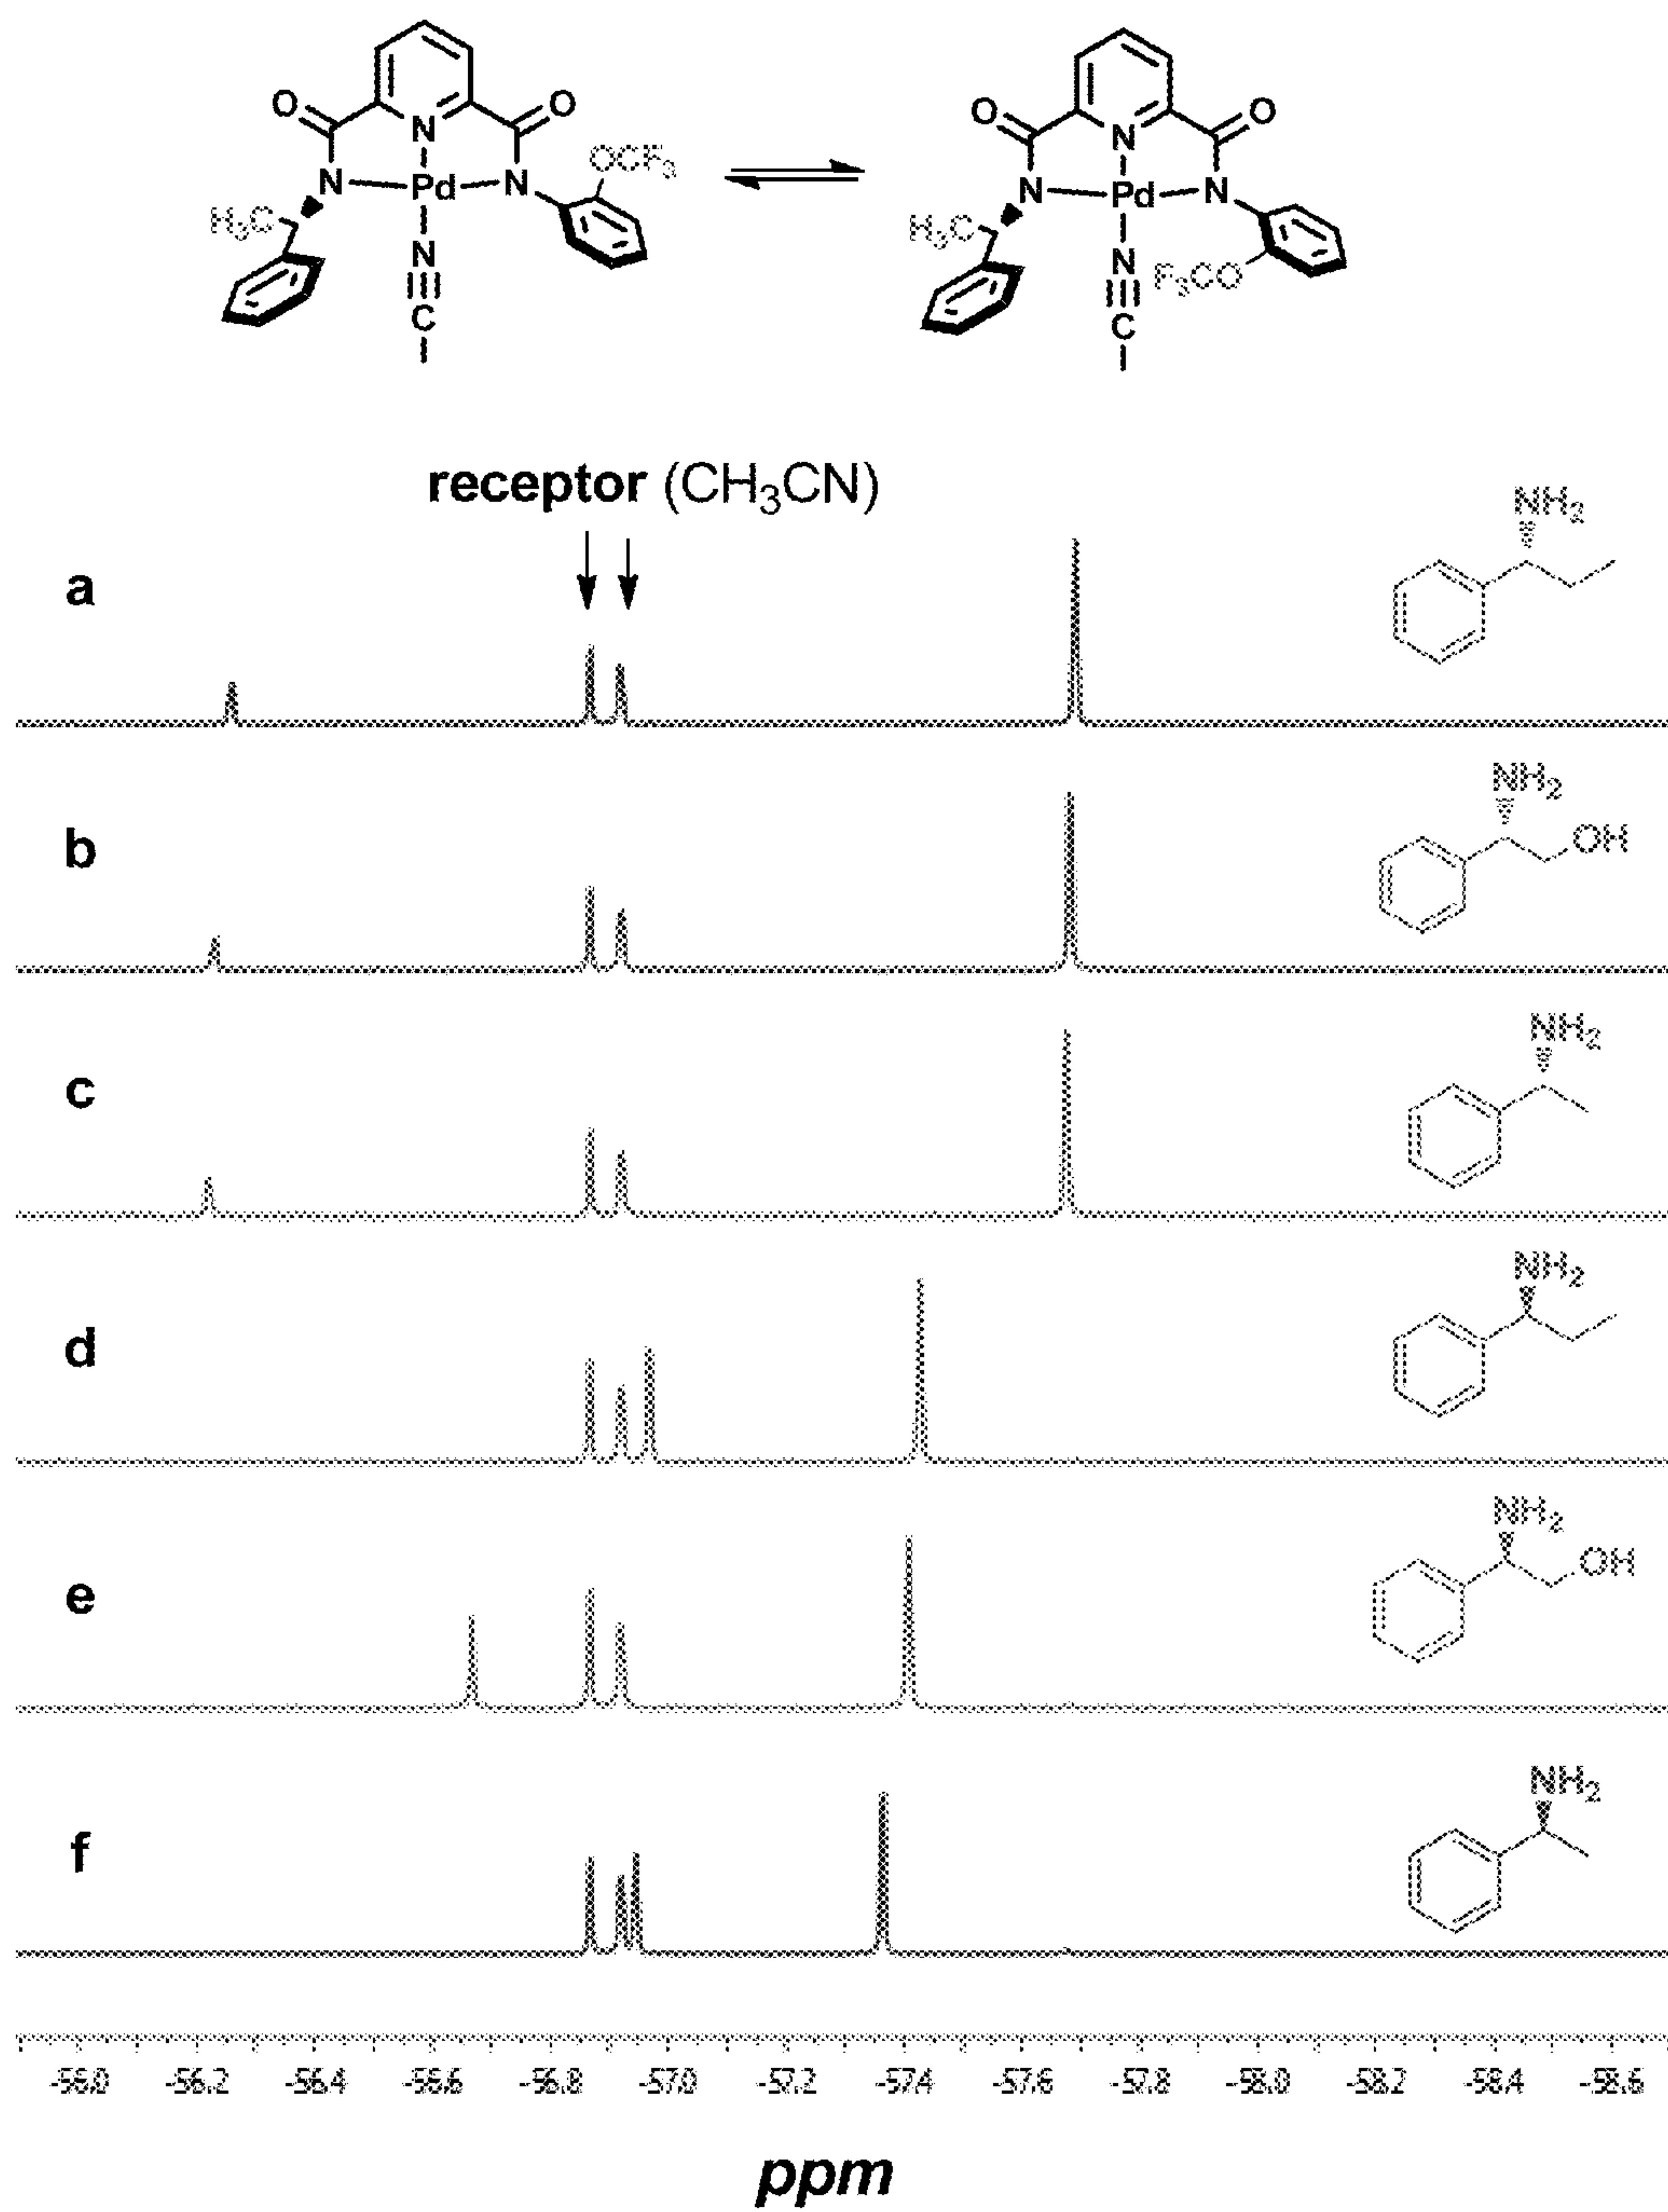 O N O O N O
OCF3
N Pd N N Pd N
H3C H3C
N N
F3CO
C C
receptor (CH3CN)
NH2
a
NH2
b
OH
NH2
c
NH2
d
NH2
e
OH
NH2
f
-56.0 -56.2 -56.4 -56.6 -56.8 -57.0 -57.2 -57.4 -57.6 -57.8 -58.0 -58.2 -58.4 -58.6
ppm